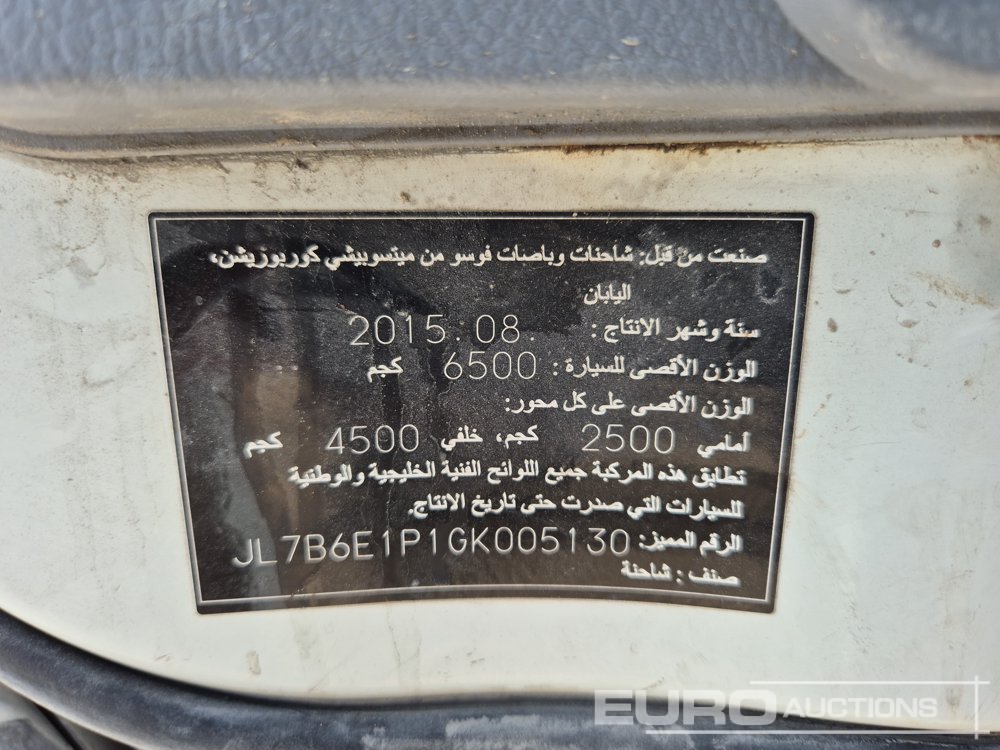 صنعت من قبل: شاحنات وباصات فوسو من ميتسوبيشي كوربوزيشن،
اليابان
سنة وشهر الانتاج : 2015.08.
الوزن الأقصى للسيارة : 6500 كجم
الوزن الأقصى على كل محور:
أمامي 2500 كجم، خلفي 4500 كجم
تطابق هذه المركبة جميع اللوائح الفنية الخليجية والوطنية
للسيارات التي صدرت حتى تاريخ الانتاج.
الرقم المميز: JL7B6E1P1GK005130
صنف : شاحنة
EURO AUCTIONS